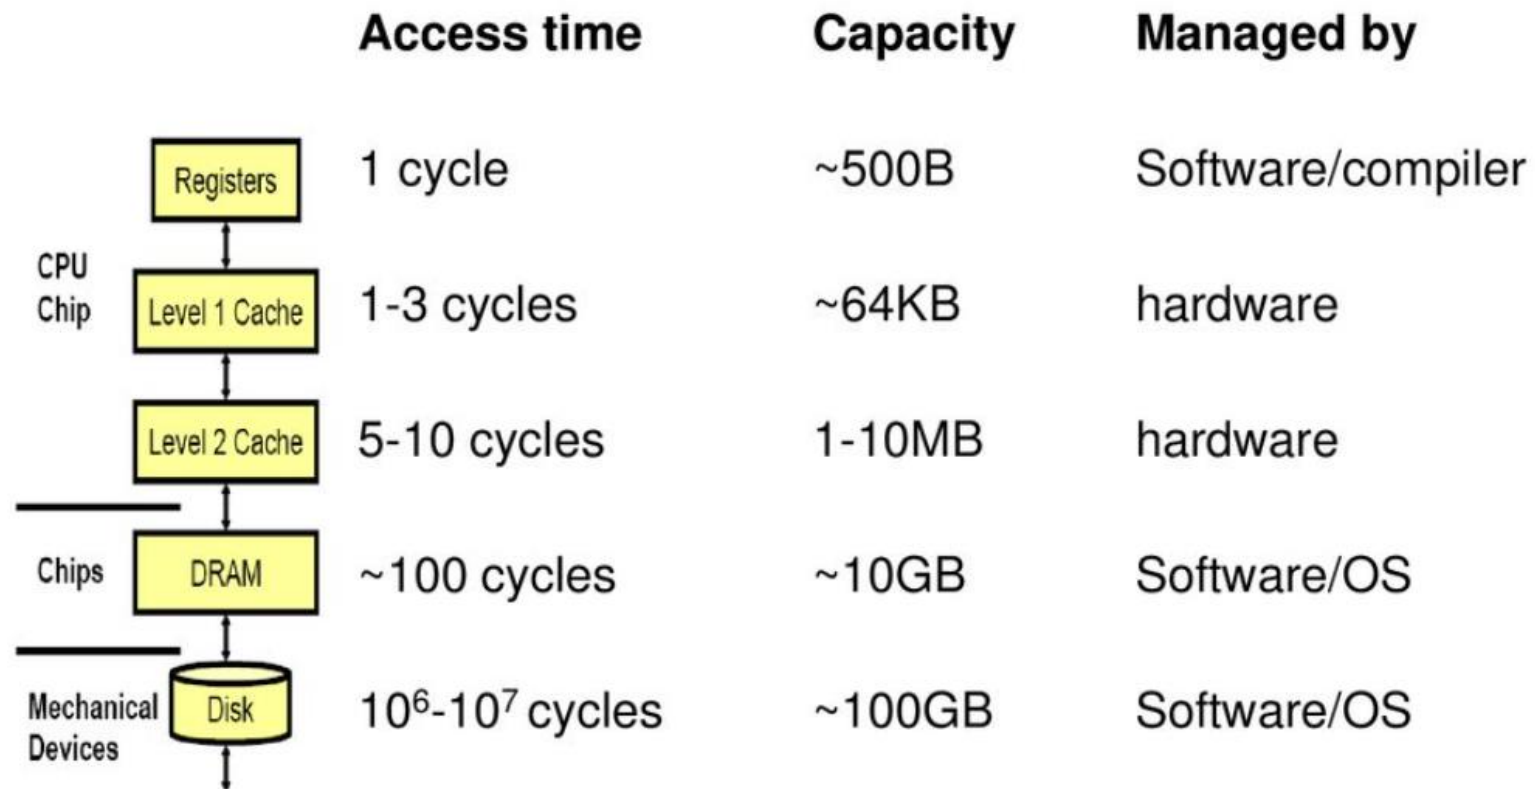 Access time Capacity Managed by
Registers 1 cycle ~500B Software/compiler
CPU
Chip
Level 1 Cache 1-3 cycles ~64KB hardware
Level 2 Cache 5-10 cycles 1-10MB hardware
Chips DRAM ~100 cycles ~10GB Software/OS
Mechanical
Devices
Disk 10⁶-10⁷ cycles ~100GB Software/OS